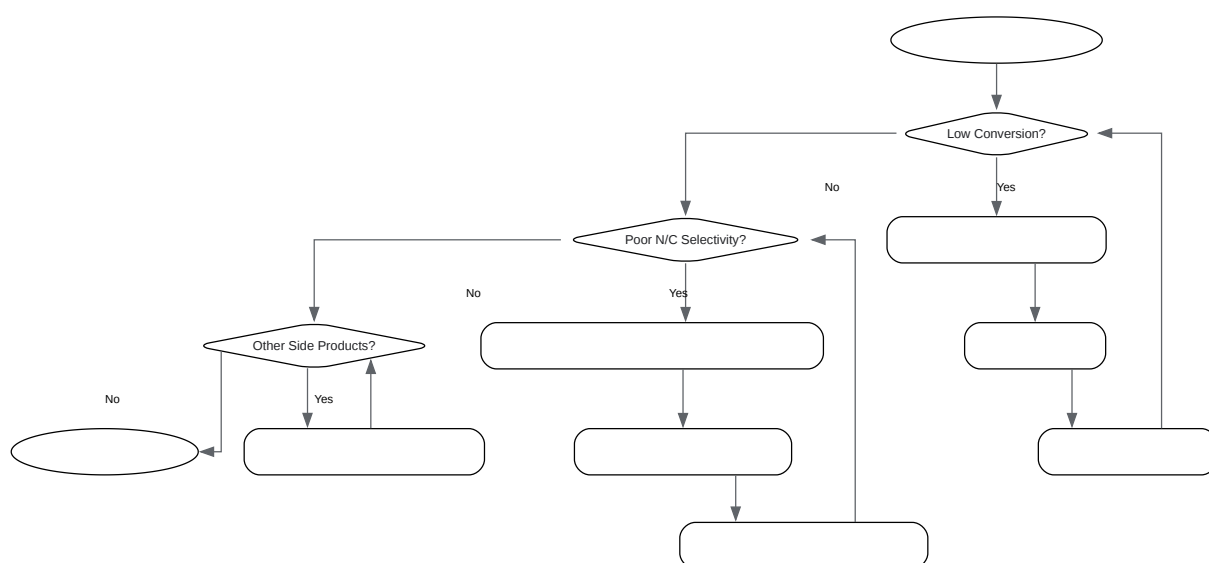 Low Conversion?
No
Yes
Poor N/C Selectivity?
No
Yes
Other Side Products?
No
Yes